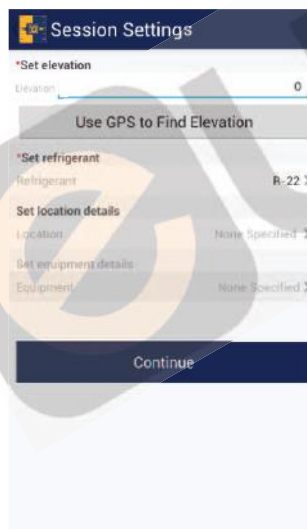 Session Settings
*Set elevation
Elevation 0
Use GPS to Find Elevation
*Set refrigerant
Refrigerant R-22 >
Set location details
Location None Specified >
Set equipment details
Equipment None Specified >
Continue